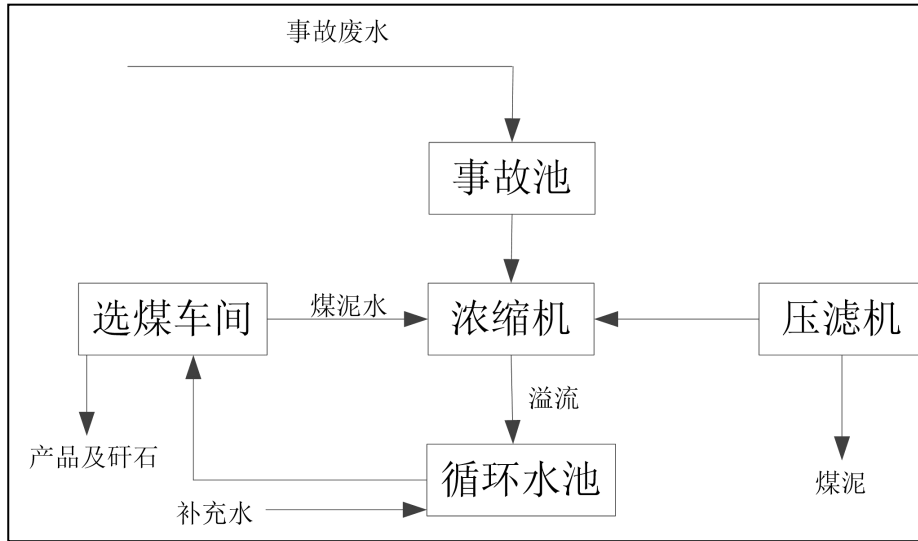 事故废水
事故池
选煤车间
煤泥水
浓缩机
压滤机
溢流
产品及矸石
循环水池
煤泥
补充水